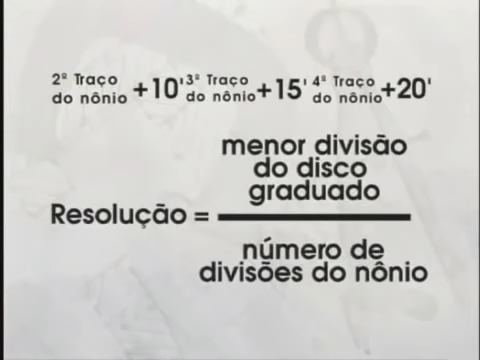 2º Traço do nônio +10' 3º Traço do nônio +15' 4º Traço do nônio +20'
menor divisão
do disco
graduado
Resolução =
número de
divisões do nônio